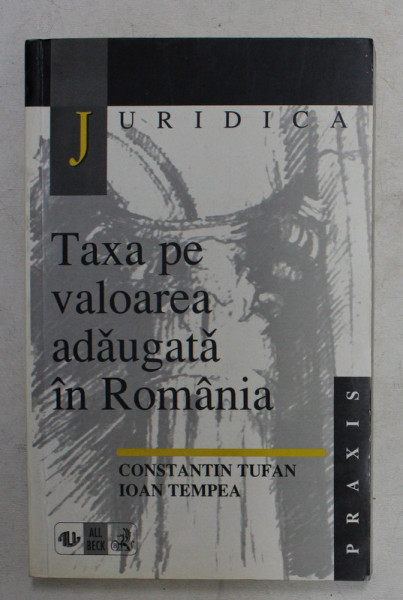 JURIDICA
Taxa pe
valoarea
adăugată
în România
CONSTANTIN TUFAN
IOAN TEMPEA
PRAXIS
ALL
BECK